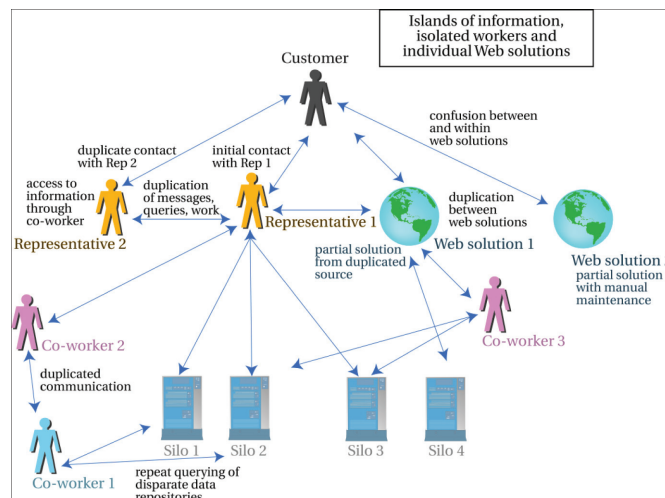 Islands of information,
isolated workers and
individual Web solutions
Customer
duplicate contact
with Rep 2
initial contact
with Rep 1
confusion between
and within
web solutions
access to
information
through
co-worker
duplication
of messages,
queries, work
duplication
between
web solutions
Representative 2
Representative 1
Web solution 1
Web solution
partial solution
from duplicated
source
partial solution
with manual
maintenance
Co-worker 2
Co-worker 3
duplicated
communication
Silo 1
Silo 2
Silo 3
Silo 4
Co-worker 1
repeat querying of
disparate data
repositories